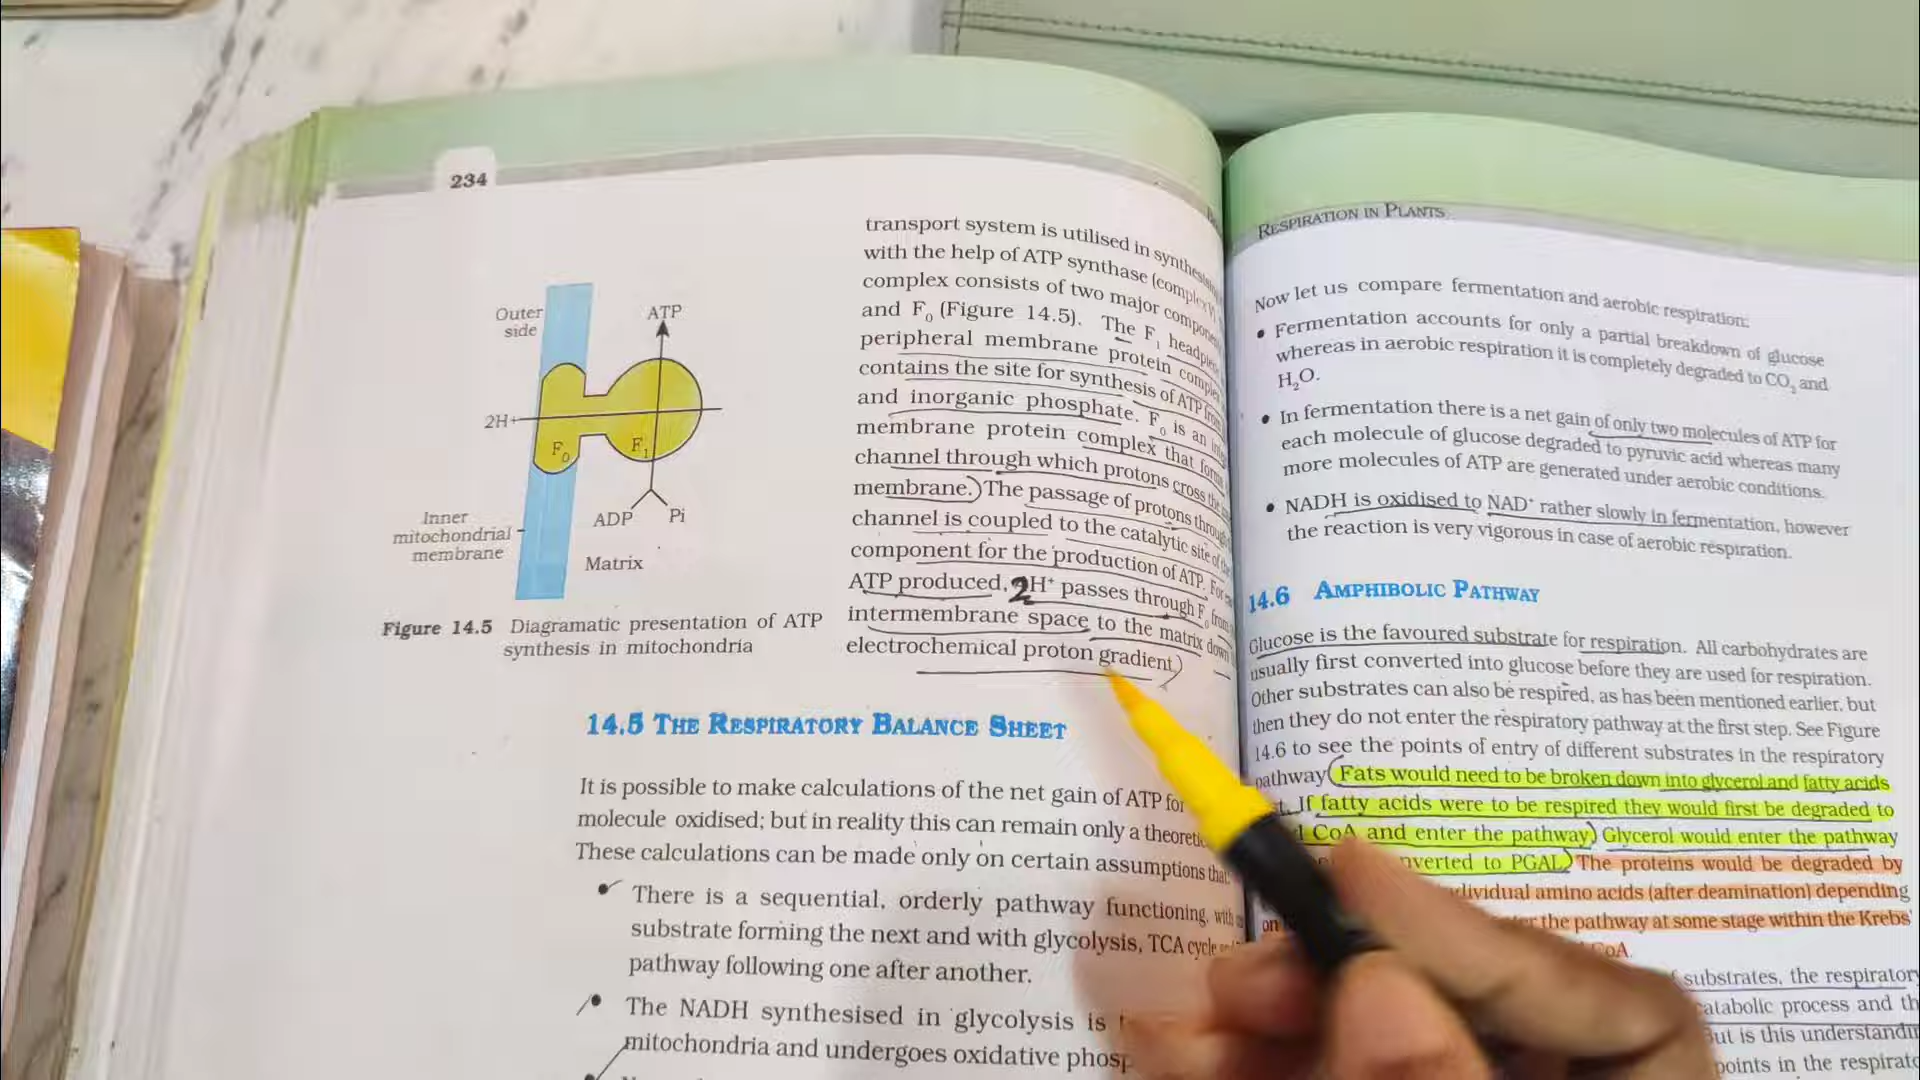 234
Outer
side
ATP
2H+
F0
F1
ADP Pi
Inner
mitochondrial
membrane
Matrix
Figure 14.5 Diagramatic presentation of ATP
synthesis in mitochondria
transport system is utilised in synthesising
with the help of ATP synthase (complex V).
complex consists of two major components
and F0 (Figure 14.5). The F1 headpiece
peripheral membrane protein complex
contains the site for synthesis of ATP from
and inorganic phosphate. F0 is an
membrane protein complex that forms
channel through which protons cross the
membrane. The passage of protons through
channel is coupled to the catalytic site of the
component for the production of ATP. For
ATP produced, 2H+ passes through F0 from
intermembrane space to the matrix down
electrochemical proton gradient.
14.5 THE RESPIRATORY BALANCE SHEET
It is possible to make calculations of the net gain of ATP for
molecule oxidised; but in reality this can remain only a
These calculations can be made only on certain assumptions that:
• There is a sequential, orderly pathway functioning, with
substrate forming the next and with glycolysis, TCA cycle
pathway following one after another.
• The NADH synthesised in glycolysis is
mitochondria and undergoes oxidative
RESPIRATION IN PLANTS
Now let us compare fermentation and aerobic respiration:
• Fermentation accounts for only a partial breakdown of glucose
whereas in aerobic respiration it is completely degraded to CO2 and
H2O.
• In fermentation there is a net gain of only two molecules of ATP for
each molecule of glucose degraded to pyruvic acid whereas many
more molecules of ATP are generated under aerobic conditions.
• NADH is oxidised to NAD+ rather slowly in fermentation, however
the reaction is very vigorous in case of aerobic respiration.
14.6 AMPHIBOLIC PATHWAY
Glucose is the favoured substrate for respiration. All carbohydrates are
usually first converted into glucose before they are used for respiration.
Other substrates can also be respired, as has been mentioned earlier, but
then they do not enter the respiratory pathway at the first step. See Figure
14.6 to see the points of entry of different substrates in the respiratory
pathway. Fats would need to be broken down into glycerol and fatty acids
If fatty acids were to be respired they would first be degraded to
CoA and enter the pathway. Glycerol would enter the pathway
converted to PGAL. The proteins would be degraded by
individual amino acids (after deamination) depending
on the pathway at some stage within the Krebs'
CoA.
substrates, the respiratory
catabolic process and the
But is this understanding
points in the respiratory